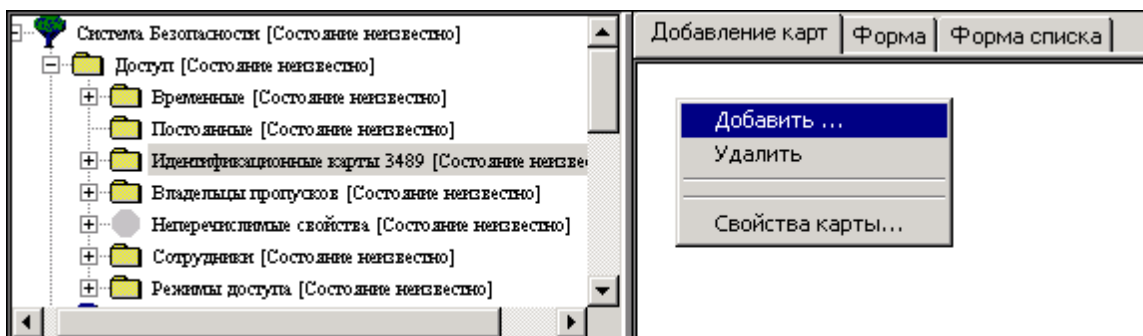 Система Безопасности [Состояние неизвестно]
Доступ [Состояние неизвестно]
Временные [Состояние неизвестно]
Постоянные [Состояние неизвестно]
Идентификационные карты 3489 [Состояние неизве
Владельцы пропусков [Состояние неизвестно]
Неперечислимые свойства [Состояние неизвестно]
Сотрудники [Состояние неизвестно]
Режимы доступа [Состояние неизвестно]
Добавление карт Форма Форма списка
Добавить ...
Удалить
Свойства карты...